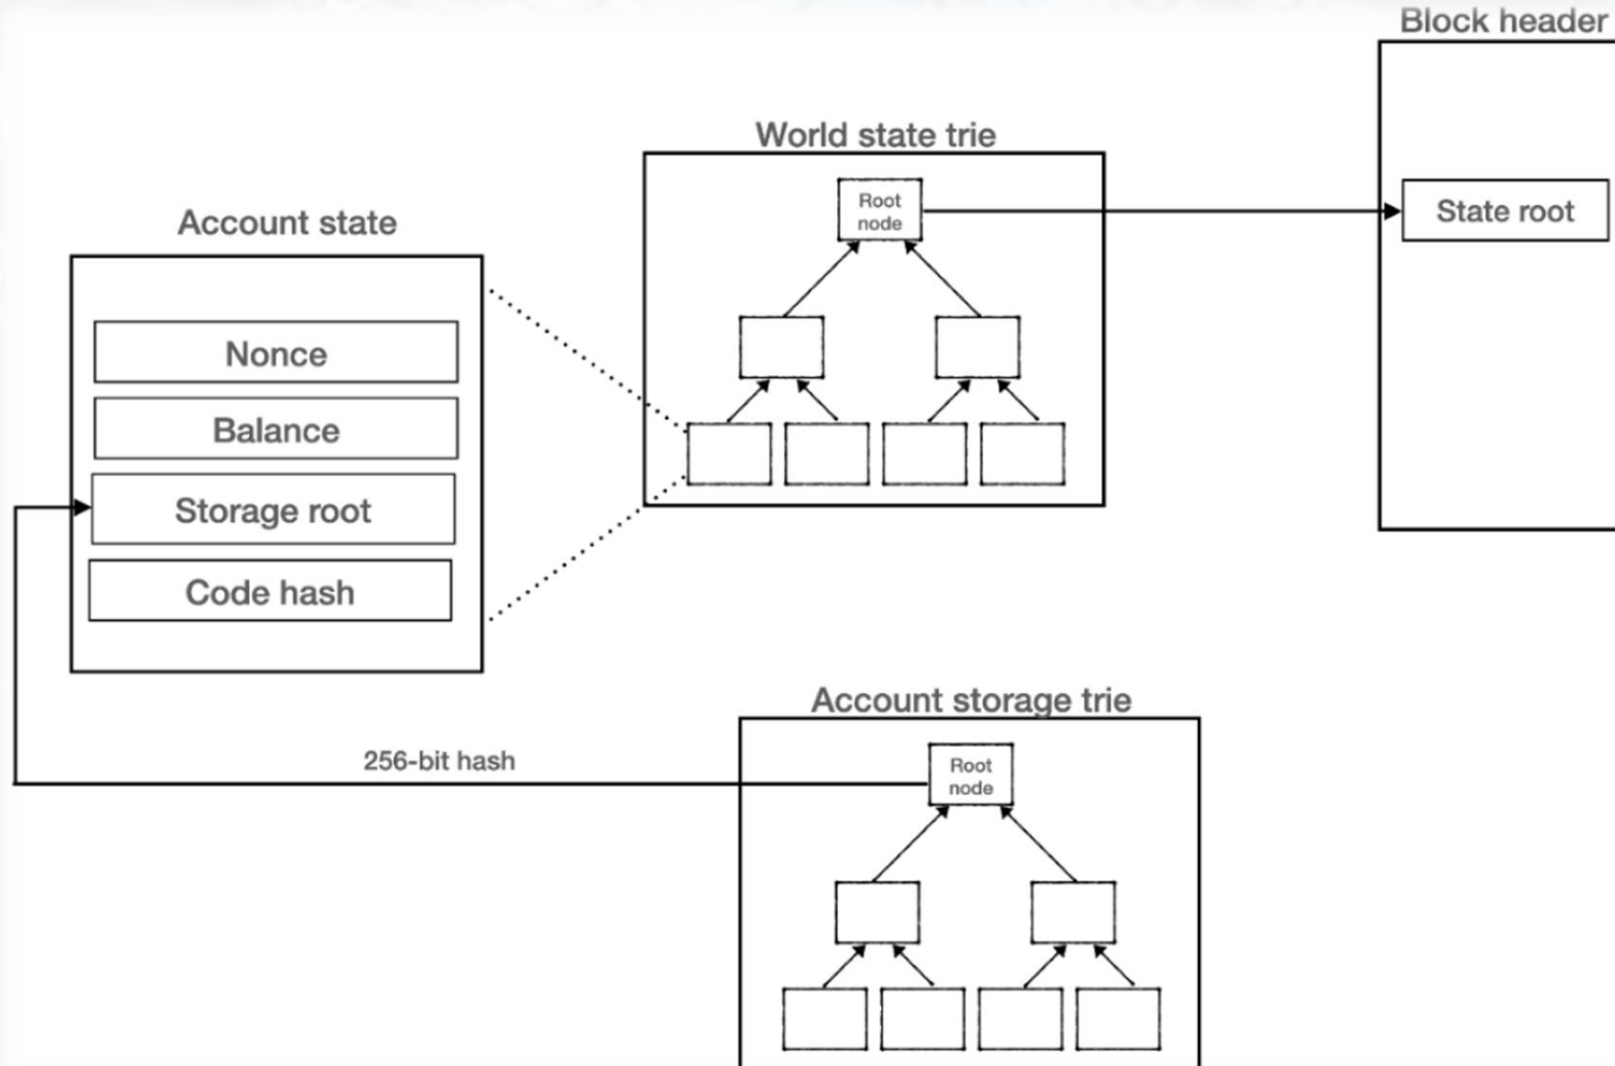 Block header
State root
World state trie
Root
node
Account state
Nonce
Balance
Storage root
Code hash
256-bit hash
Account storage trie
Root
node